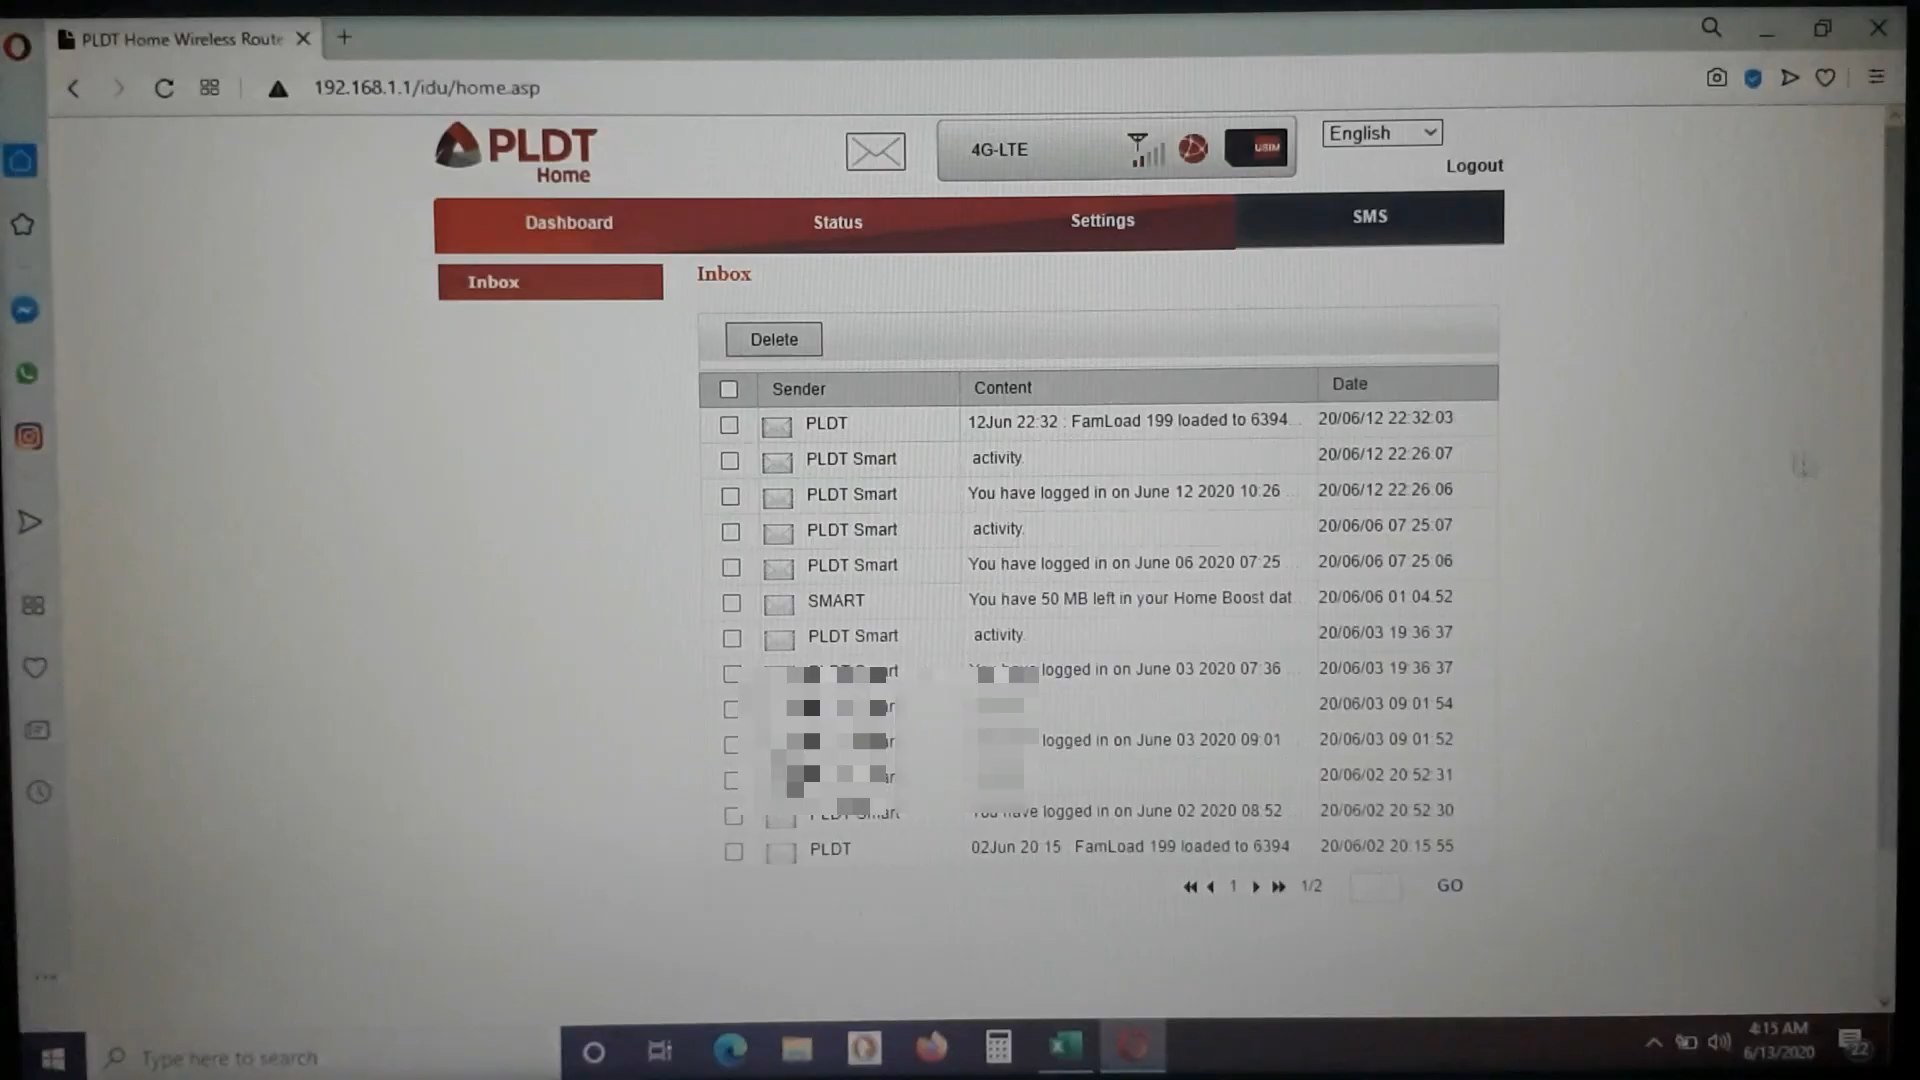 PLDT Home Wireless Route
192.168.1.1/idu/home.asp
PLDT
Home
4G-LTE
USIM
English
Logout
Dashboard
Status
Settings
SMS
Inbox
Inbox
Delete
Sender Content Date
PLDT 12Jun 22:32 : FamLoad 199 loaded to 6394... 20/06/12 22:32:03
PLDT Smart activity. 20/06/12 22:26:07
PLDT Smart You have logged in on June 12 2020 10:26 ... 20/06/12 22:26:06
PLDT Smart activity. 20/06/06 07:25:07
PLDT Smart You have logged in on June 06 2020 07:25 ... 20/06/06 07:25:06
SMART You have 50 MB left in your Home Boost dat 20/06/06 01:04:52
PLDT Smart activity. 20/06/03 19:36:37
logged in on June 03 2020 07:36 20/06/03 19:36:37
20/06/03 09:01:54
logged in on June 03 2020 09:01 20/06/03 09:01:52
20/06/02 20:52:31
You have logged in on June 02 2020 08:52 20/06/02 20:52:30
PLDT 02Jun 20:15 : FamLoad 199 loaded to 6394 20/06/02 20:15:55
1 1/2 GO
Type here to search
4:15 AM
6/13/2020
22